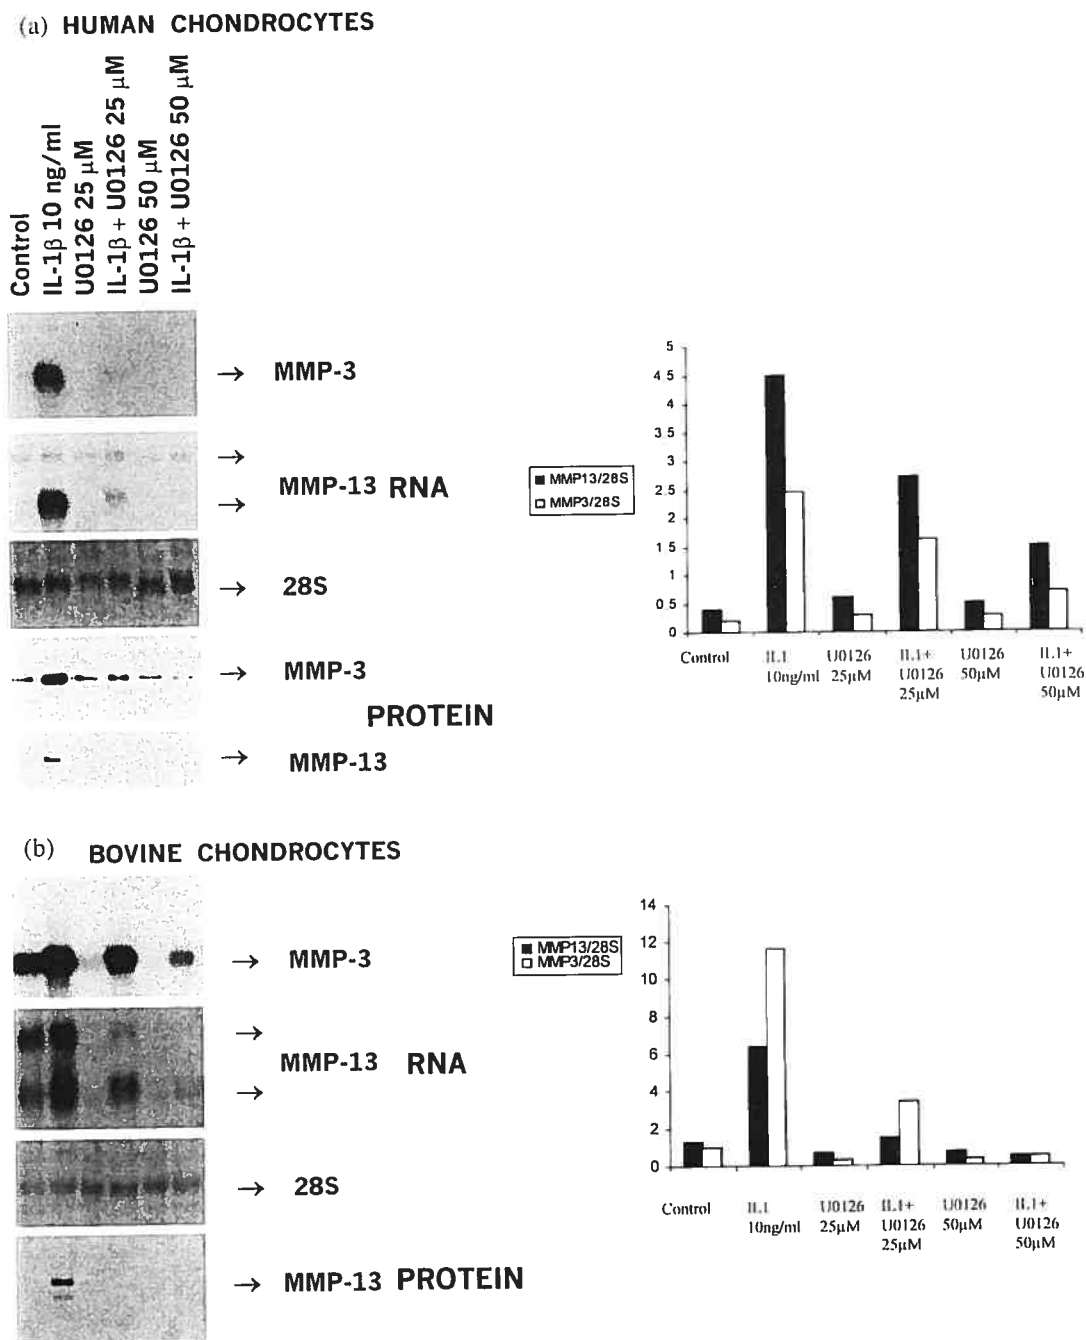 (a) HUMAN CHONDROCYTES
Control
IL-1β 10 ng/ml
U0126 25 μM
IL-1β + U0126 25 μM
U0126 50 μM
IL-1β + U0126 50 μM
→ MMP-3
→
MMP-13 RNA
→
→ 28S
→ MMP-3
PROTEIN
→ MMP-13
MMP13/28S
MMP3/28S
5
4 5
4
3 5
3
2.5
2
1 5
1
0 5
0
Control
IL1
10ng/ml
U0126
25μM
IL1+
U0126
25μM
U0126
50μM
IL1+
U0126
50μM
(b) BOVINE CHONDROCYTES
→ MMP-3
→
MMP-13 RNA
→
→ 28S
→ MMP-13 PROTEIN
MMP13/28S
MMP3/28S
14
12
10
8
6
4
2
0
Control
IL1
10ng/ml
U0126
25μM
IL1+
U0126
25μM
U0126
50μM
IL1+
U0126
50μM